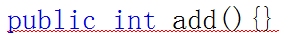 public int add(){}